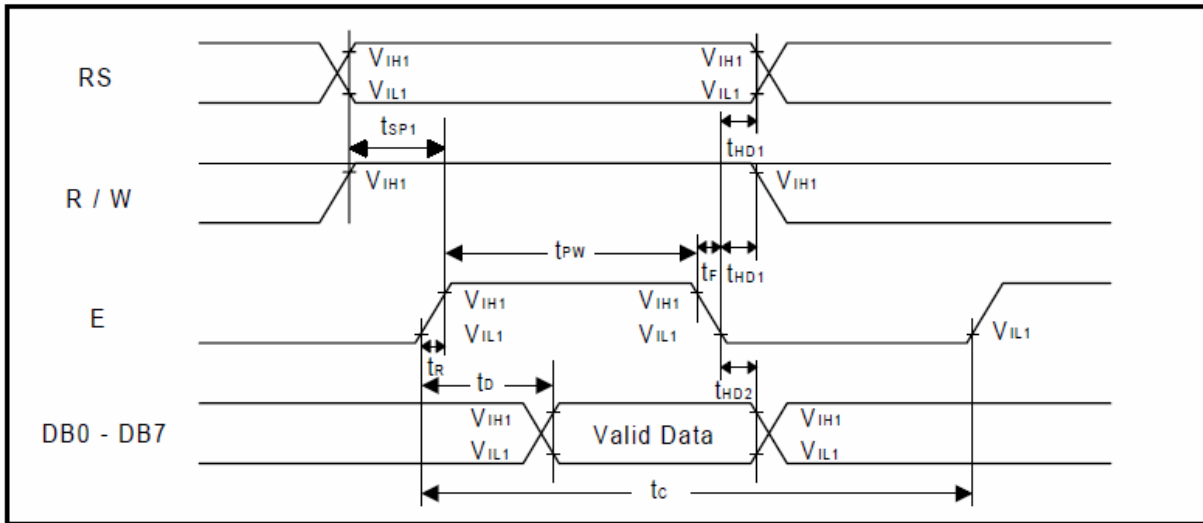 RS
VIH1
VIL1
VIH1
VIL1
tSP1
tHD1
R / W
VIH1
VIH1
tPW
tF
tHD1
E
VIH1
VIL1
VIH1
VIL1
VIL1
tR
tD
tHD2
DB0 - DB7
VIH1
VIL1
Valid Data
VIH1
VIL1
tC